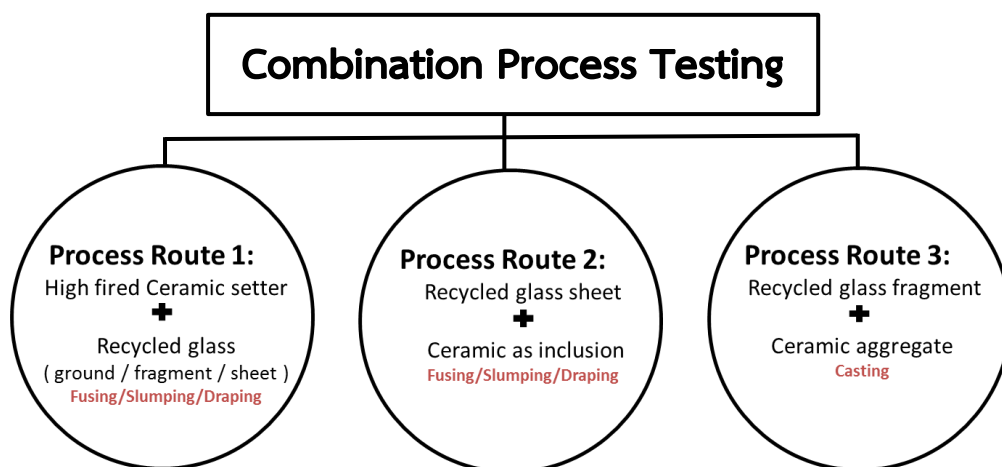 Combination Process Testing
Process Route 1:
High fired Ceramic setter
+
Recycled glass
( ground / fragment / sheet )
Fusing/Slumping/Draping
Process Route 2:
Recycled glass sheet
+
Ceramic as inclusion
Fusing/Slumping/Draping
Process Route 3:
Recycled glass fragment
+
Ceramic aggregate
Casting